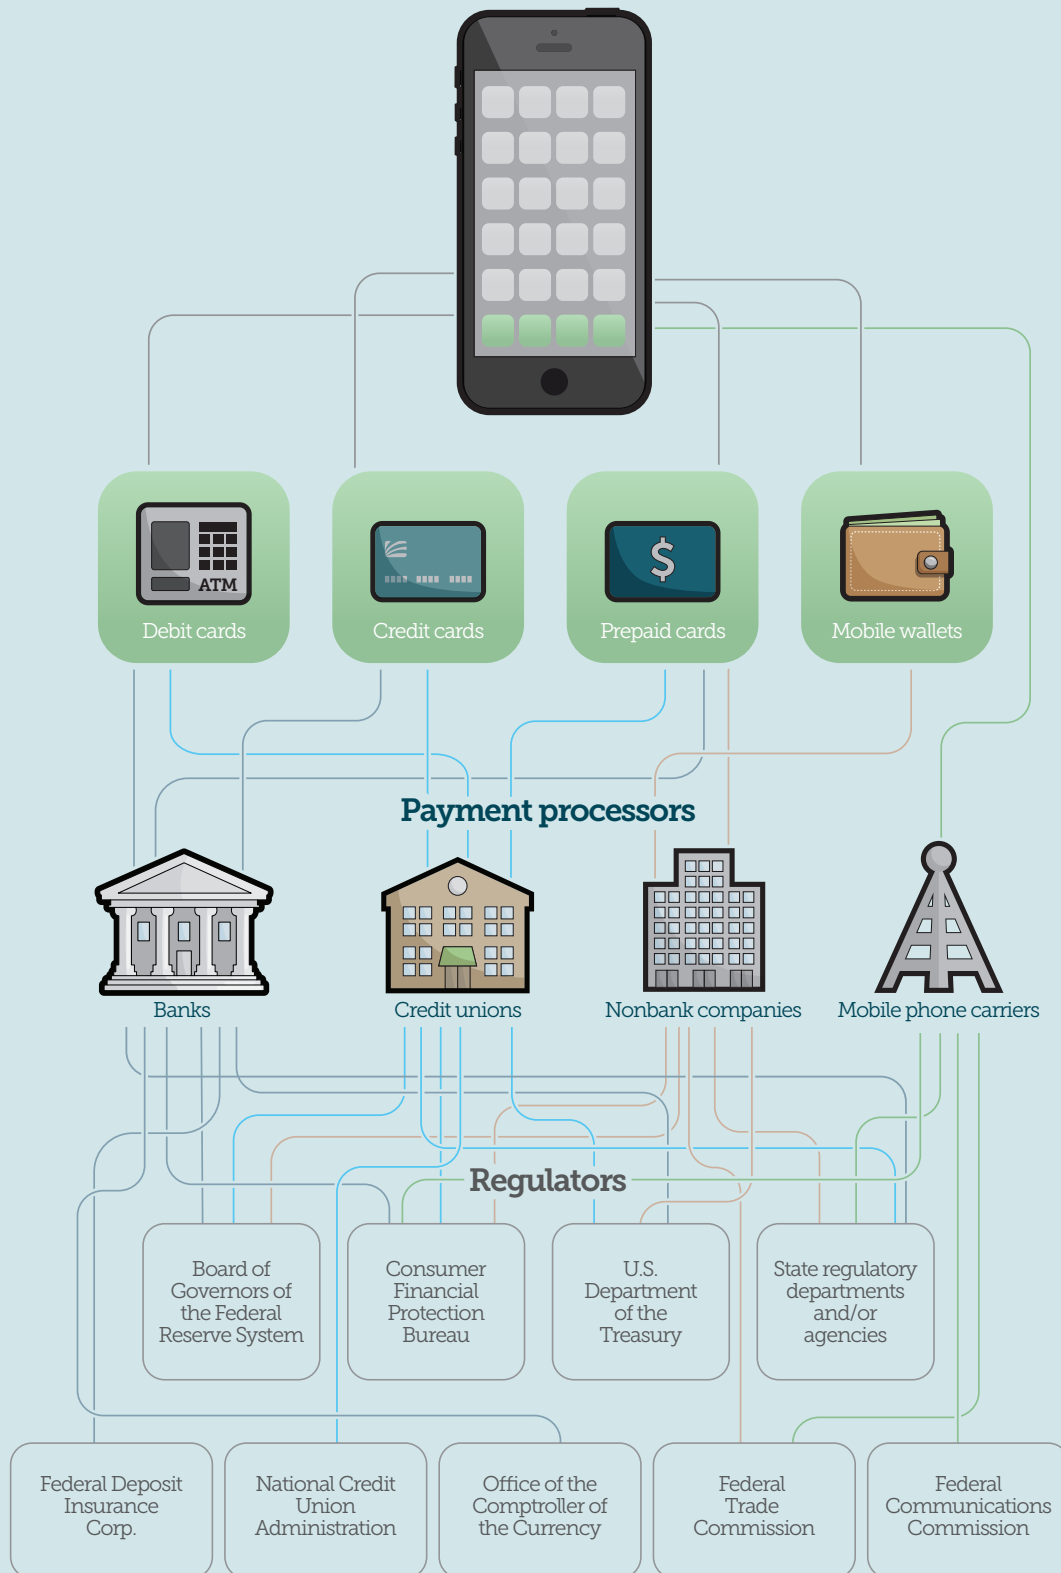 ATM
$
Debit cards
Credit cards
Prepaid cards
Mobile wallets
Payment processors
Banks
Credit unions
Nonbank companies
Mobile phone carriers
Regulators
Board of
Governors of
the Federal
Reserve System
Consumer
Financial
Protection
Bureau
U.S.
Department
of the
Treasury
State regulatory
departments
and/or
agencies
Federal Deposit
Insurance
Corp.
National Credit
Union
Administration
Office of the
Comptroller of
the Currency
Federal
Trade
Commission
Federal
Communications
Commission